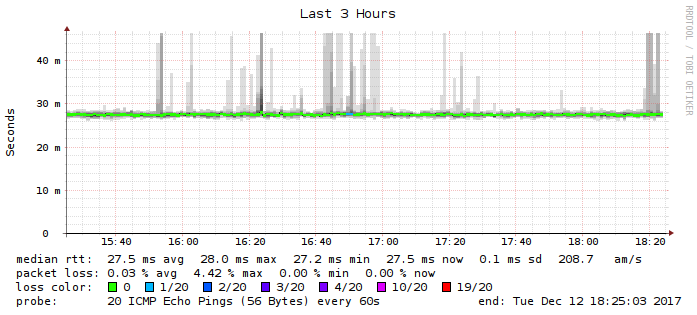 Last 3 Hours
RRDTOOL / TOBI OETIKER
Seconds
40 m
30 m
20 m
10 m
0
15:40 16:00 16:20 16:40 17:00 17:20 17:40 18:00 18:20
median rtt: 27.5 ms avg 28.0 ms max 27.2 ms min 27.5 ms now 0.1 ms sd 208.7 am/s
packet loss: 0.03 % avg 4.42 % max 0.00 % min 0.00 % now
loss color: 0 1/20 2/20 3/20 4/20 10/20 19/20
probe: 20 ICMP Echo Pings (56 Bytes) every 60s end: Tue Dec 12 18:25:03 2017